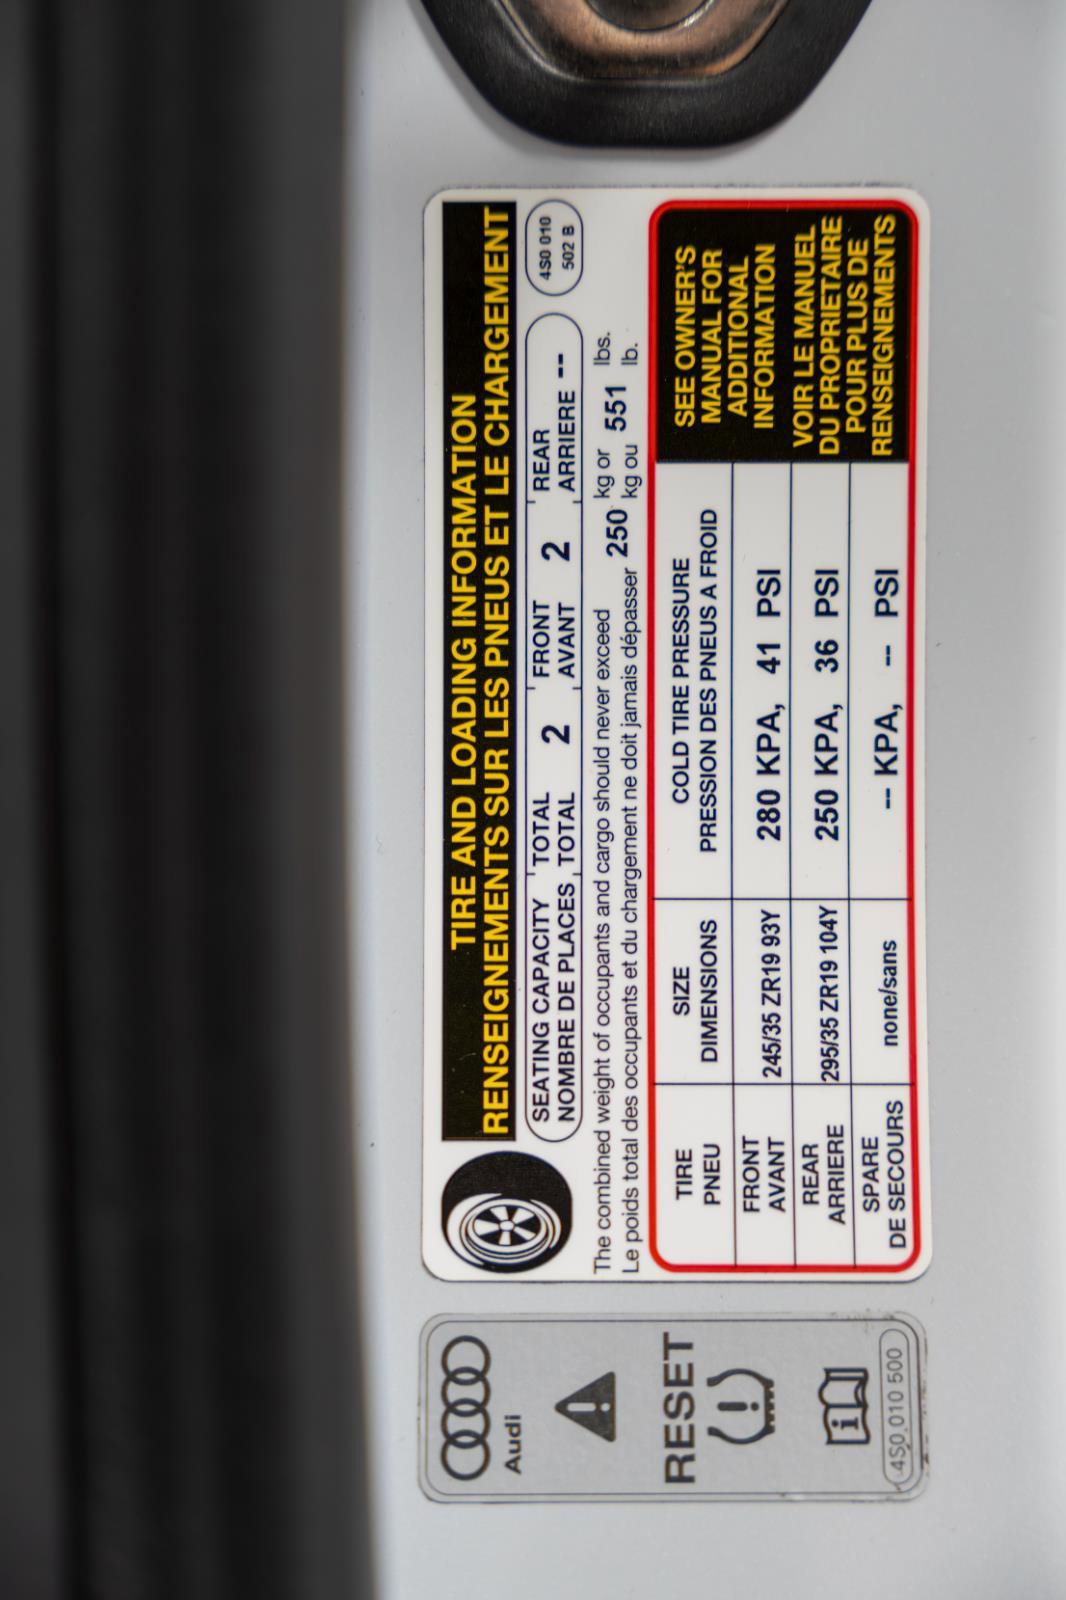 TIRE AND LOADING INFORMATION
RENSEIGNEMENTS SUR LES PNEUS ET LE CHARGEMENT
SEATING CAPACITY TOTAL 2 FRONT 2 REAR
NOMBRE DE PLACES TOTAL AVANT ARRIERE --
4S0 010
502 B
The combined weight of occupants and cargo should never exceed 250 kg or 551 lbs.
Le poids total des occupants et du chargement ne doit jamais dépasser kg ou lb.
TIRE SIZE COLD TIRE PRESSURE
PNEU DIMENSIONS PRESSION DES PNEUS A FROID
FRONT
AVANT 245/35 ZR19 93Y 280 KPA, 41 PSI
REAR
ARRIERE 295/35 ZR19 104Y 250 KPA, 36 PSI
SPARE
DE SECOURS none/sans -- KPA, -- PSI
SEE OWNER'S
MANUAL FOR
ADDITIONAL
INFORMATION
VOIR LE MANUEL
DU PROPRIETAIRE
POUR PLUS DE
RENSEIGNEMENTS
Audi
RESET
4S0.010 500